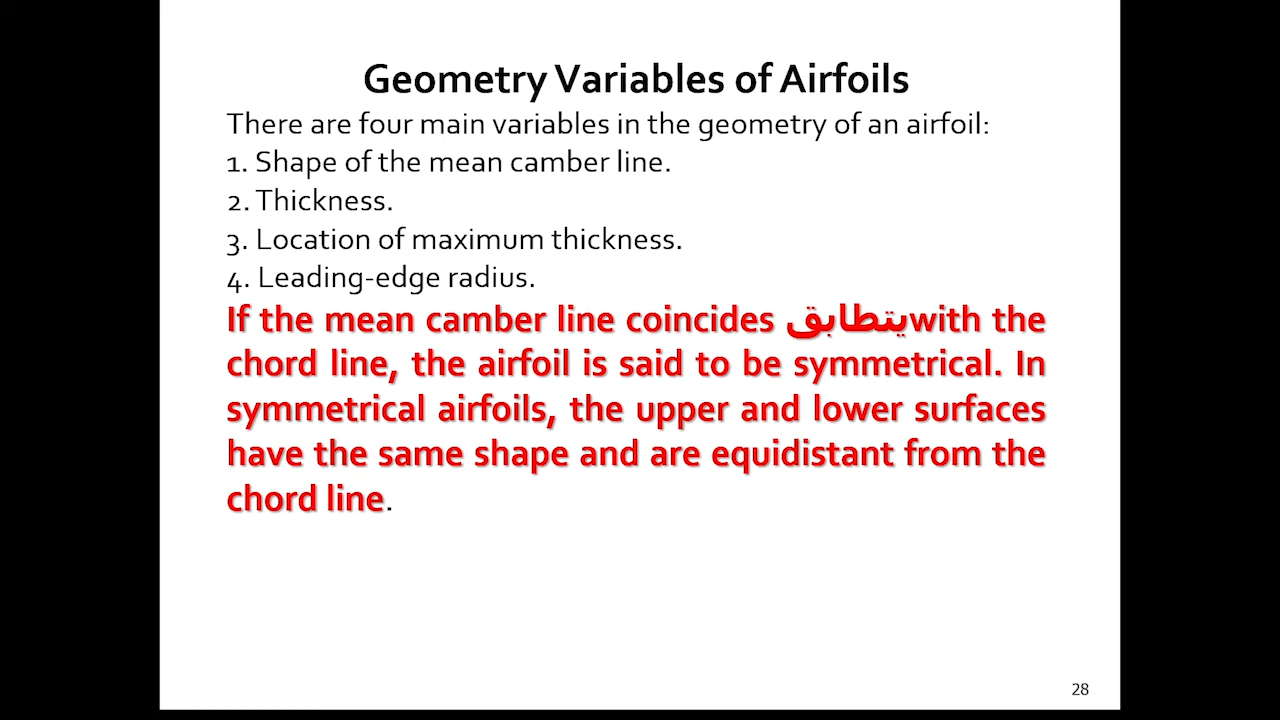 Geometry Variables of Airfoils
There are four main variables in the geometry of an airfoil:
1. Shape of the mean camber line.
2. Thickness.
3. Location of maximum thickness.
4. Leading-edge radius.
If the mean camber line coincides يتطابقwith the
chord line, the airfoil is said to be symmetrical. In
symmetrical airfoils, the upper and lower surfaces
have the same shape and are equidistant from the
chord line.
28